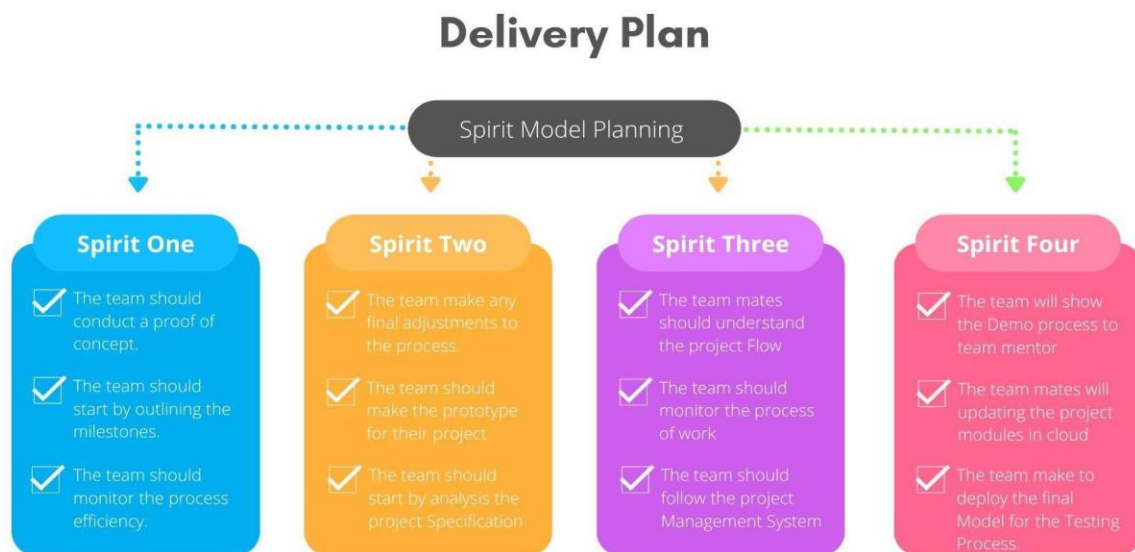 Delivery Plan
Spirit Model Planning
Spirit One
The team should
conduct a proof of
concept.
The team should
start by outlining the
milestones.
The team should
monitor the process
efficiency.
Spirit Two
The team make any
final adjustments to
the process.
The team should
make the prototype
for their project
The team should
start by analysis the
project Specification
Spirit Three
The team mates
should understand
the project Flow
The team should
monitor the process
of work
The team should
follow the project
Management System
Spirit Four
The team will show
the Demo process to
team mentor
The team mates will
updating the project
modules in cloud
The team make to
deploy the final
Model for the Testing
Process.